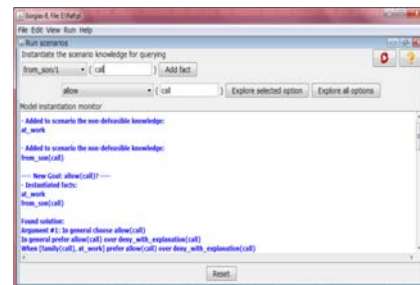 Gorgias-B, File: E:\Ref.pl
File Edit View Run Help
Run scenarios
Instantiate the scenario knowledge for querying
from_son/1 ( call ) Add fact
allow ( call ) Explore selected option Explore all options
Model instantiation monitor
- Added to scenario the non-defeasible knowledge:
at_work
- Added to scenario the non-defeasible knowledge:
from_son(call)
---- New Goal: allow(call)? ----
- Instantiated facts:
at_work
from_son(call)
Found solution:
Argument #1: In general choose allow(call)
In general prefer allow(call) over deny_with_explanation(call)
When [family(call), at_work] prefer allow(call) over deny_with_explanation(call)
Reset